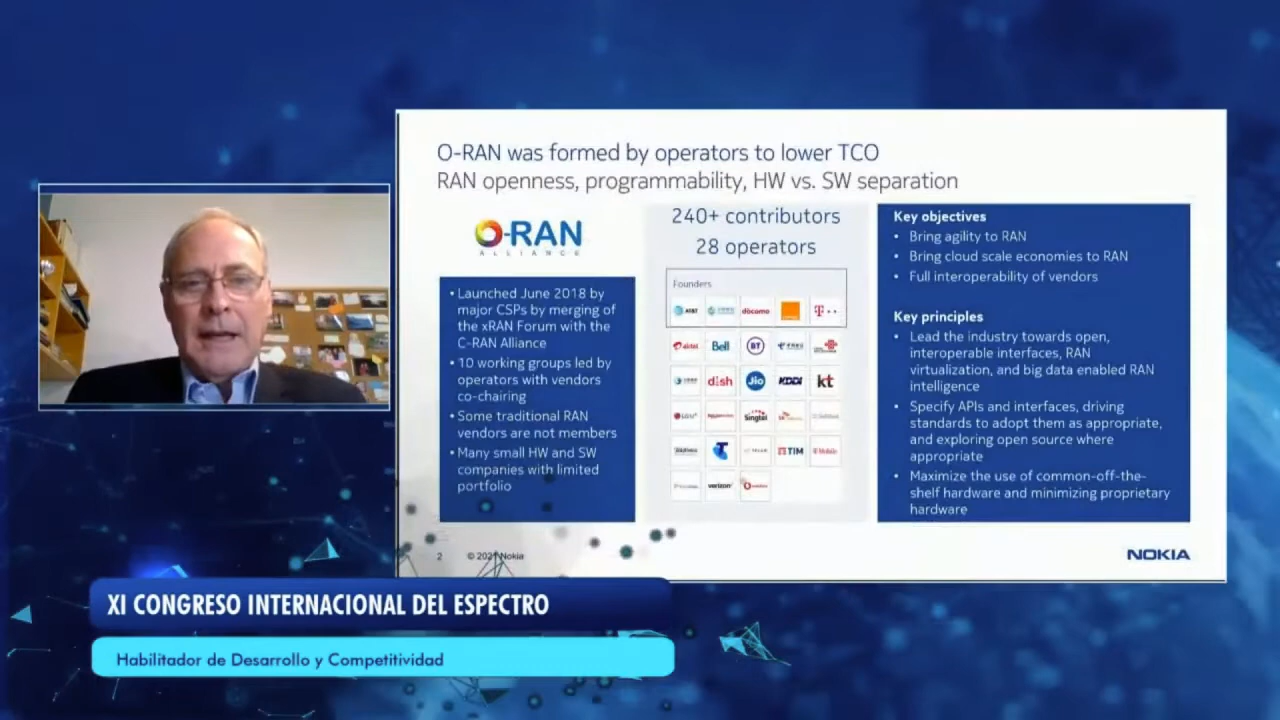 O-RAN was formed by operators to lower TCO
RAN openness, programmability, HW vs. SW separation
O-RAN
ALLIANCE
• Launched June 2018 by
major CSPs by merging of
the xRAN Forum with the
C-RAN Alliance
• 10 working groups led by
operators with vendors
co-chairing
• Some traditional RAN
vendors are not members
• Many small HW and SW
companies with limited
portfolio
240+ contributors
28 operators
Founders
AT&T
docomo
orange
T
airtel
Bell
BT
dish
Jio
KDDI
kt
LG U+
Singtel
TIM
T Mobile
verizon
vodafone
Key objectives
• Bring agility to RAN
• Bring cloud scale economies to RAN
• Full interoperability of vendors
Key principles
• Lead the industry towards open,
interoperable interfaces, RAN
virtualization, and big data enabled RAN
intelligence
• Specify APIs and interfaces, driving
standards to adopt them as appropriate,
and exploring open source where
appropriate
• Maximize the use of common-off-the-
shelf hardware and minimizing proprietary
hardware
2 © 2021 Nokia
NOKIA
XI CONGRESO INTERNACIONAL DEL ESPECTRO
Habilitador de Desarrollo y Competitividad